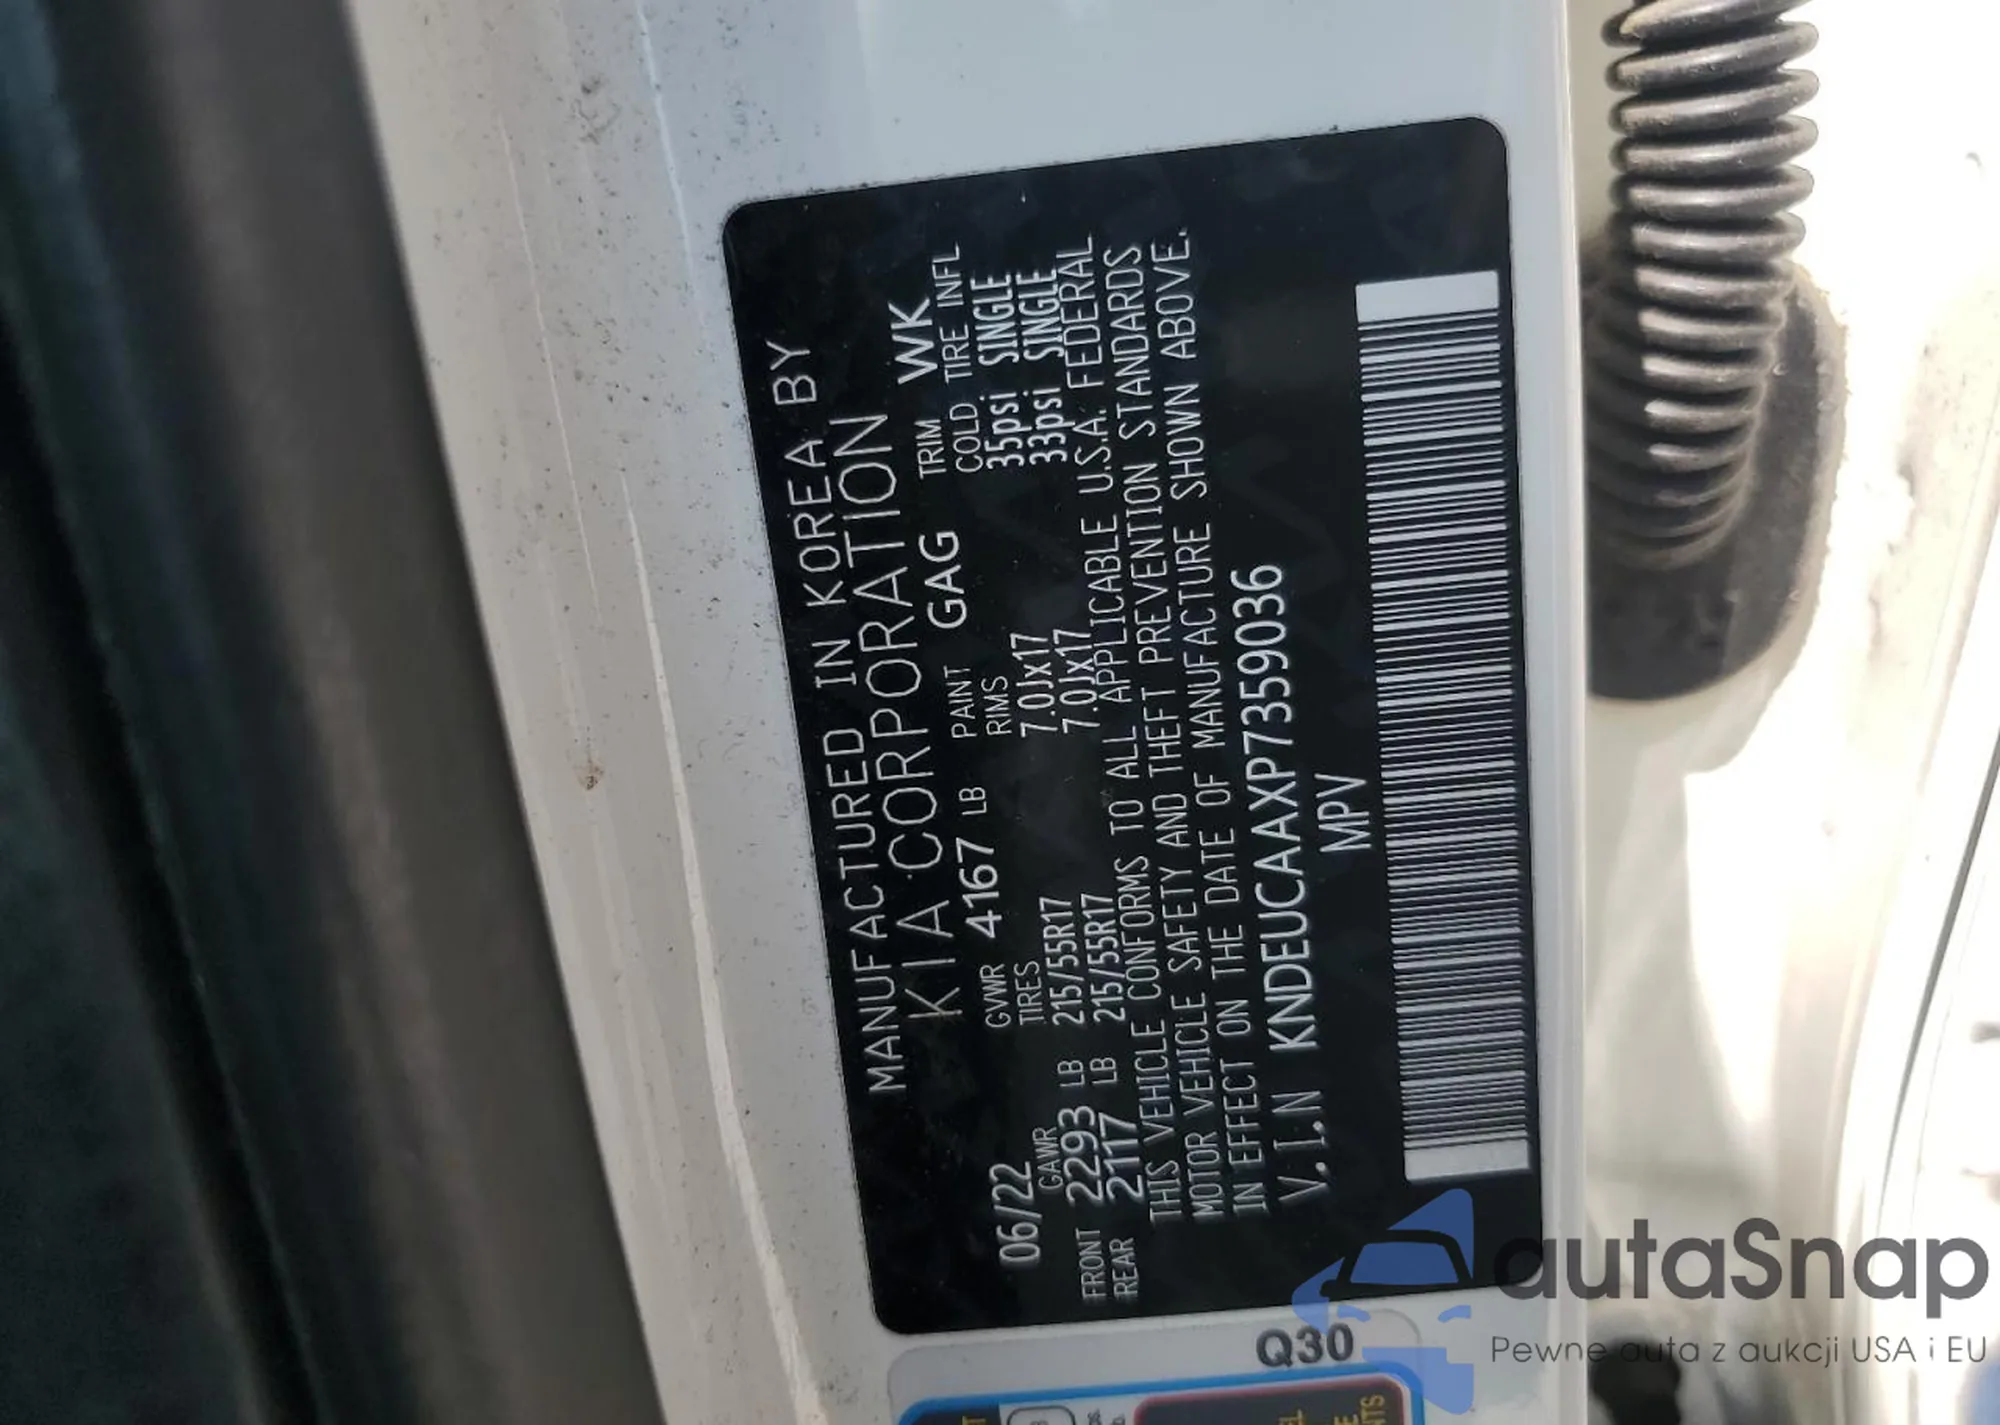 MANUFACTURED IN KOREA BY
KIA CORPORATION
06/22 GVWR 4167 LB PAINT GAG TRIM WK
GAWR TIRES RIMS COLD TIRE INFL
FRONT 2293 LB 215/55R17 7.0Jx17 35psi SINGLE
REAR 2117 LB 215/55R17 7.0Jx17 33psi SINGLE
THIS VEHICLE CONFORMS TO ALL APPLICABLE U.S.A. FEDERAL
MOTOR VEHICLE SAFETY AND THEFT PREVENTION STANDARDS
IN EFFECT ON THE DATE OF MANUFACTURE SHOWN ABOVE.
V.I.N KNDEUCAAXP7359036
MPV
Q30
autaSnap
Pewne auta z aukcji USA i EU